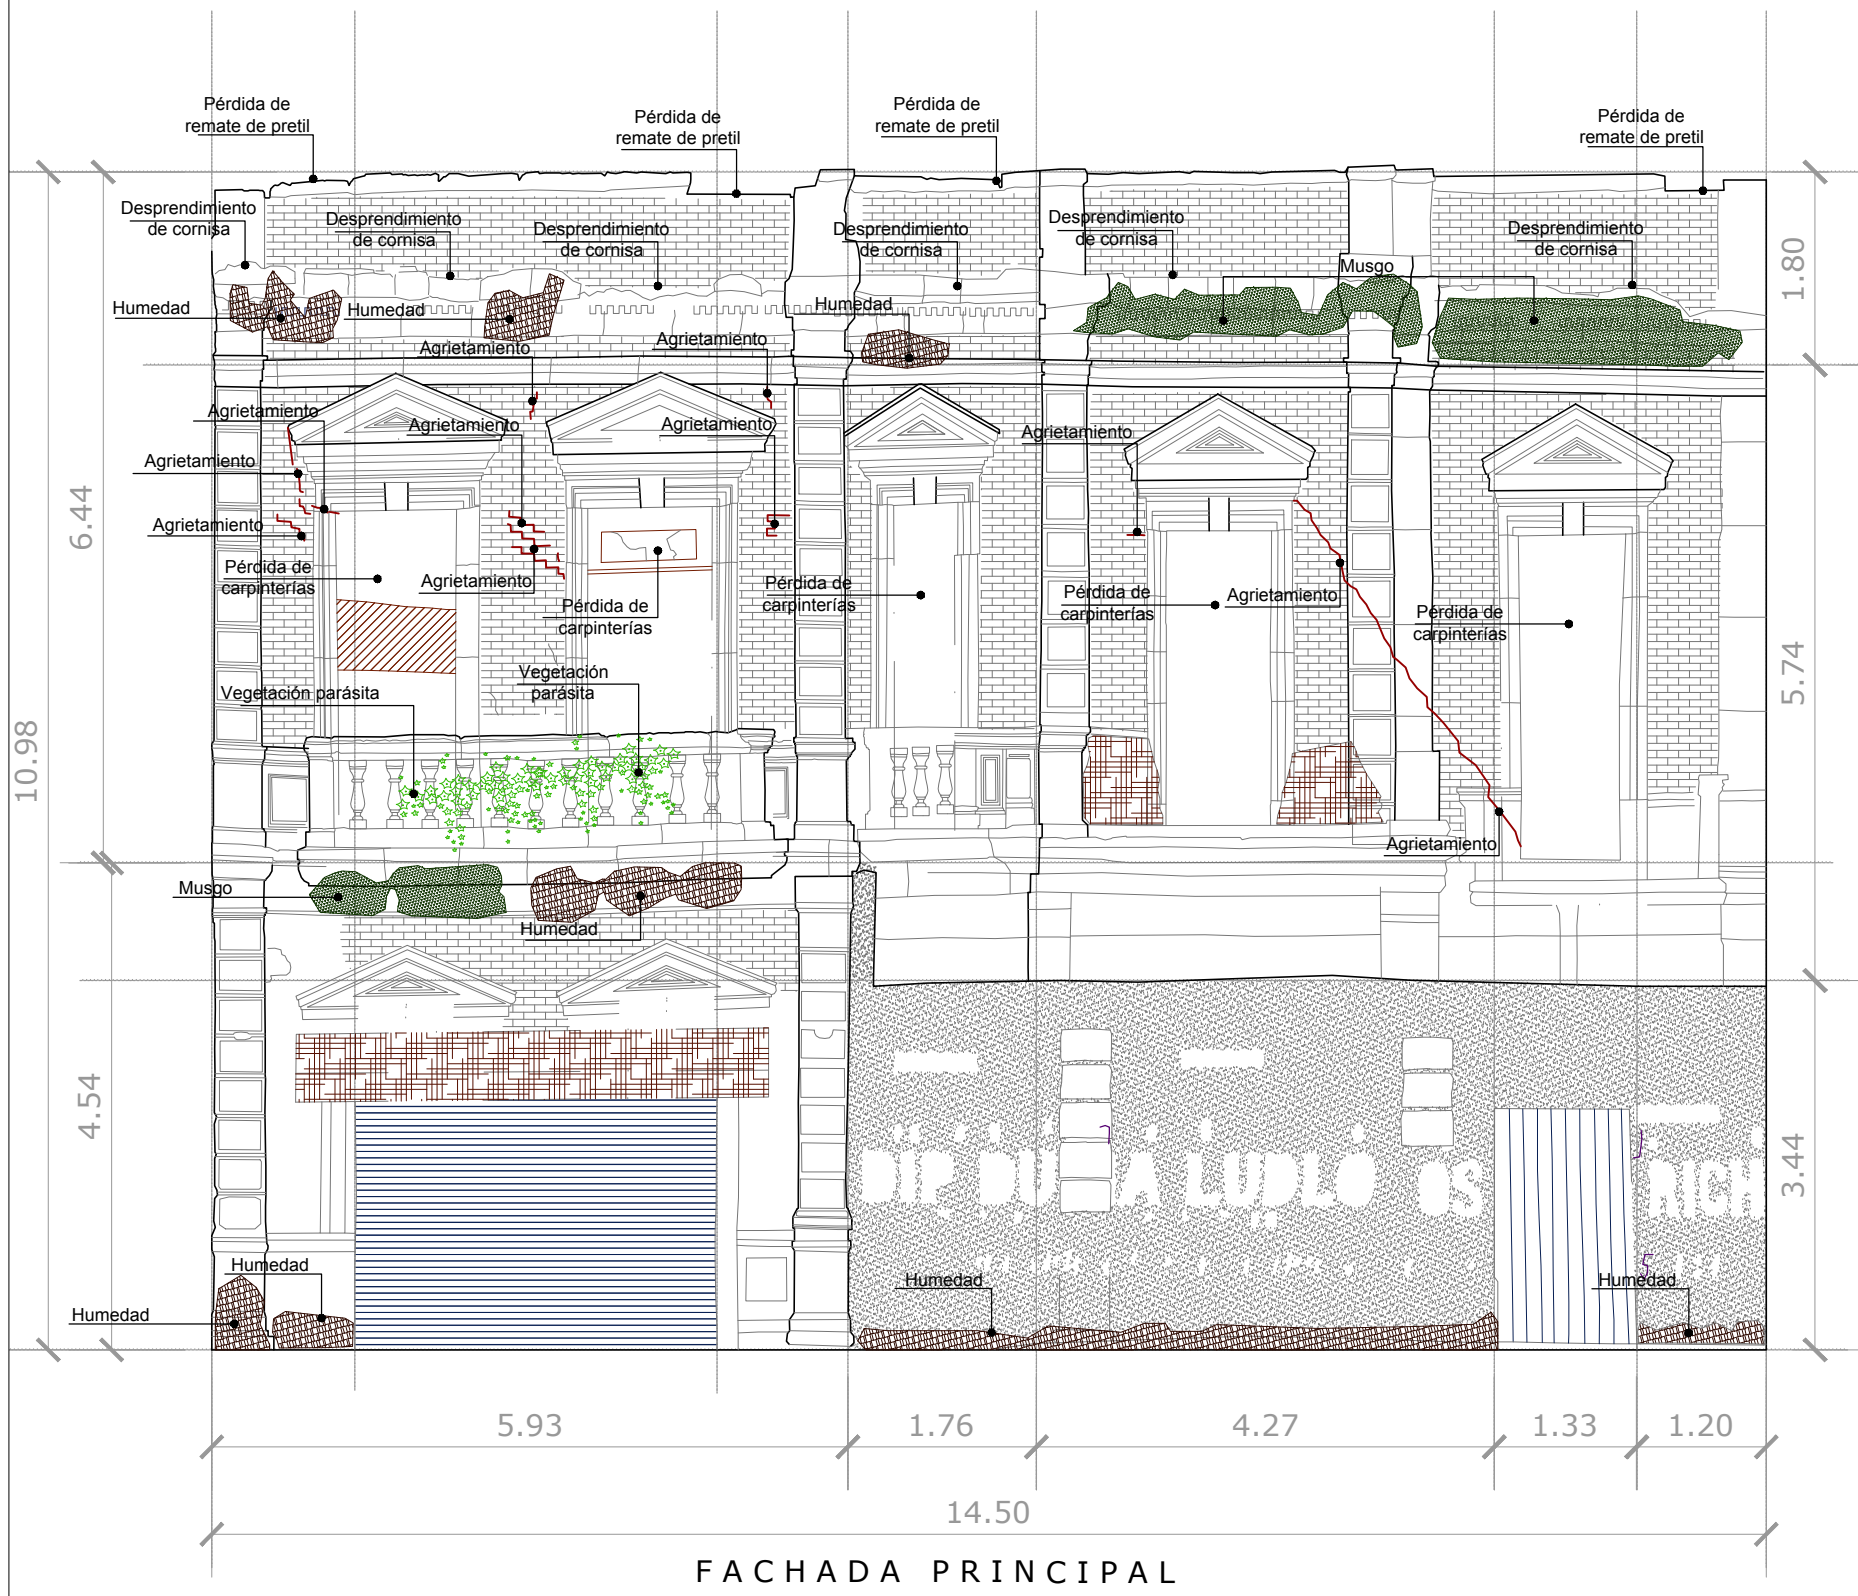 Pérdida de
remate de pretil
Pérdida de
remate de pretil
Pérdida de
remate de pretil
Pérdida de
remate de pretil
Desprendimiento
de cornisa
Desprendimiento
de cornisa
Desprendimiento
de cornisa
Desprendimiento
de cornisa
Desprendimiento
de cornisa
Desprendimiento
de cornisa
Musgo
Humedad
Humedad
Humedad
Agrietamiento
Agrietamiento
Agrietamiento
Agrietamiento
Agrietamiento
Agrietamiento
Agrietamiento
Agrietamiento
Pérdida de
carpinterías
Agrietamiento
Pérdida de
carpinterías
Pérdida de
carpinterías
Pérdida de
carpinterías
Agrietamiento
Pérdida de
carpinterías
Vegetación parásita
Vegetación
parásita
Agrietamiento
Musgo
Humedad
DIP. LUDLO OS RICH
Humedad
Humedad
Humedad
Humedad
10.98
6.44
4.54
1.80
5.74
3.44
5.93
1.76
4.27
1.33
1.20
14.50
FACHADA PRINCIPAL